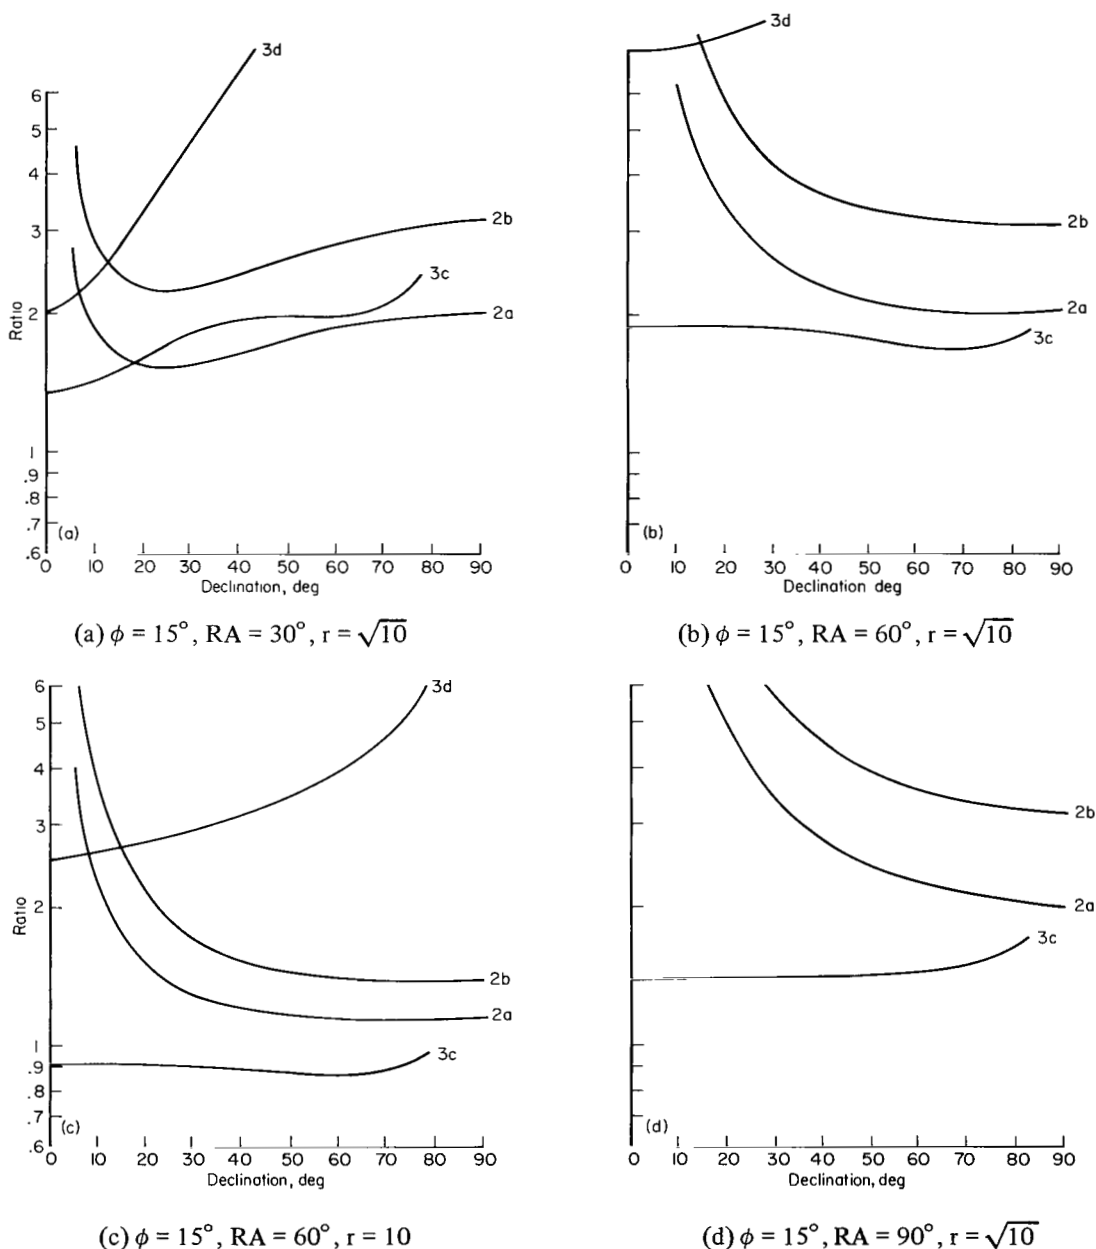 3d
6
5
4
3
2
1
.9
.8
.7
.6
Ratio
2b
3c
2a
(a)
0 10 20 30 40 50 60 70 80 90
Declination, deg
(a) ϕ = 15°, RA = 30°, r = √10
3d
2b
2a
3c
(b)
0 10 20 30 40 50 60 70 80 90
Declination deg
(b) ϕ = 15°, RA = 60°, r = √10
6
5
4
3
2
1
.9
.8
.7
.6
Ratio
3d
2b
2a
3c
(c)
0 10 20 30 40 50 60 70 80 90
Declination, deg
(c) ϕ = 15°, RA = 60°, r = 10
2b
2a
3c
(d)
0 10 20 30 40 50 60 70 80 90
Declination, deg
(d) ϕ = 15°, RA = 90°, r = √10